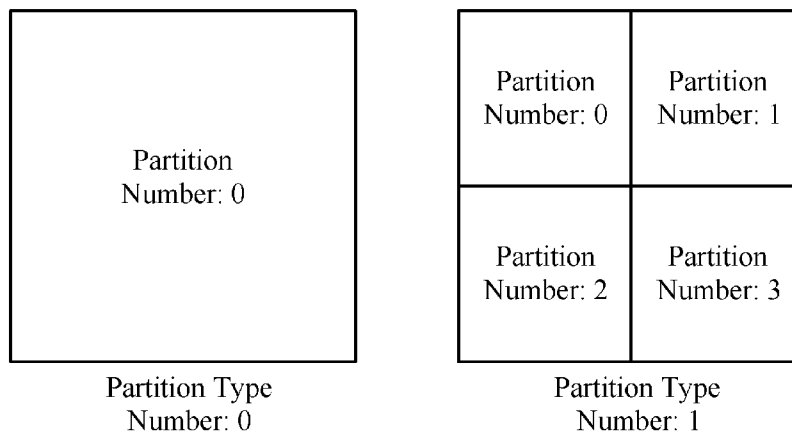 Partition
Number: 0
Partition Type
Number: 0
Partition
Number: 0
Partition
Number: 1
Partition
Number: 2
Partition
Number: 3
Partition Type
Number: 1